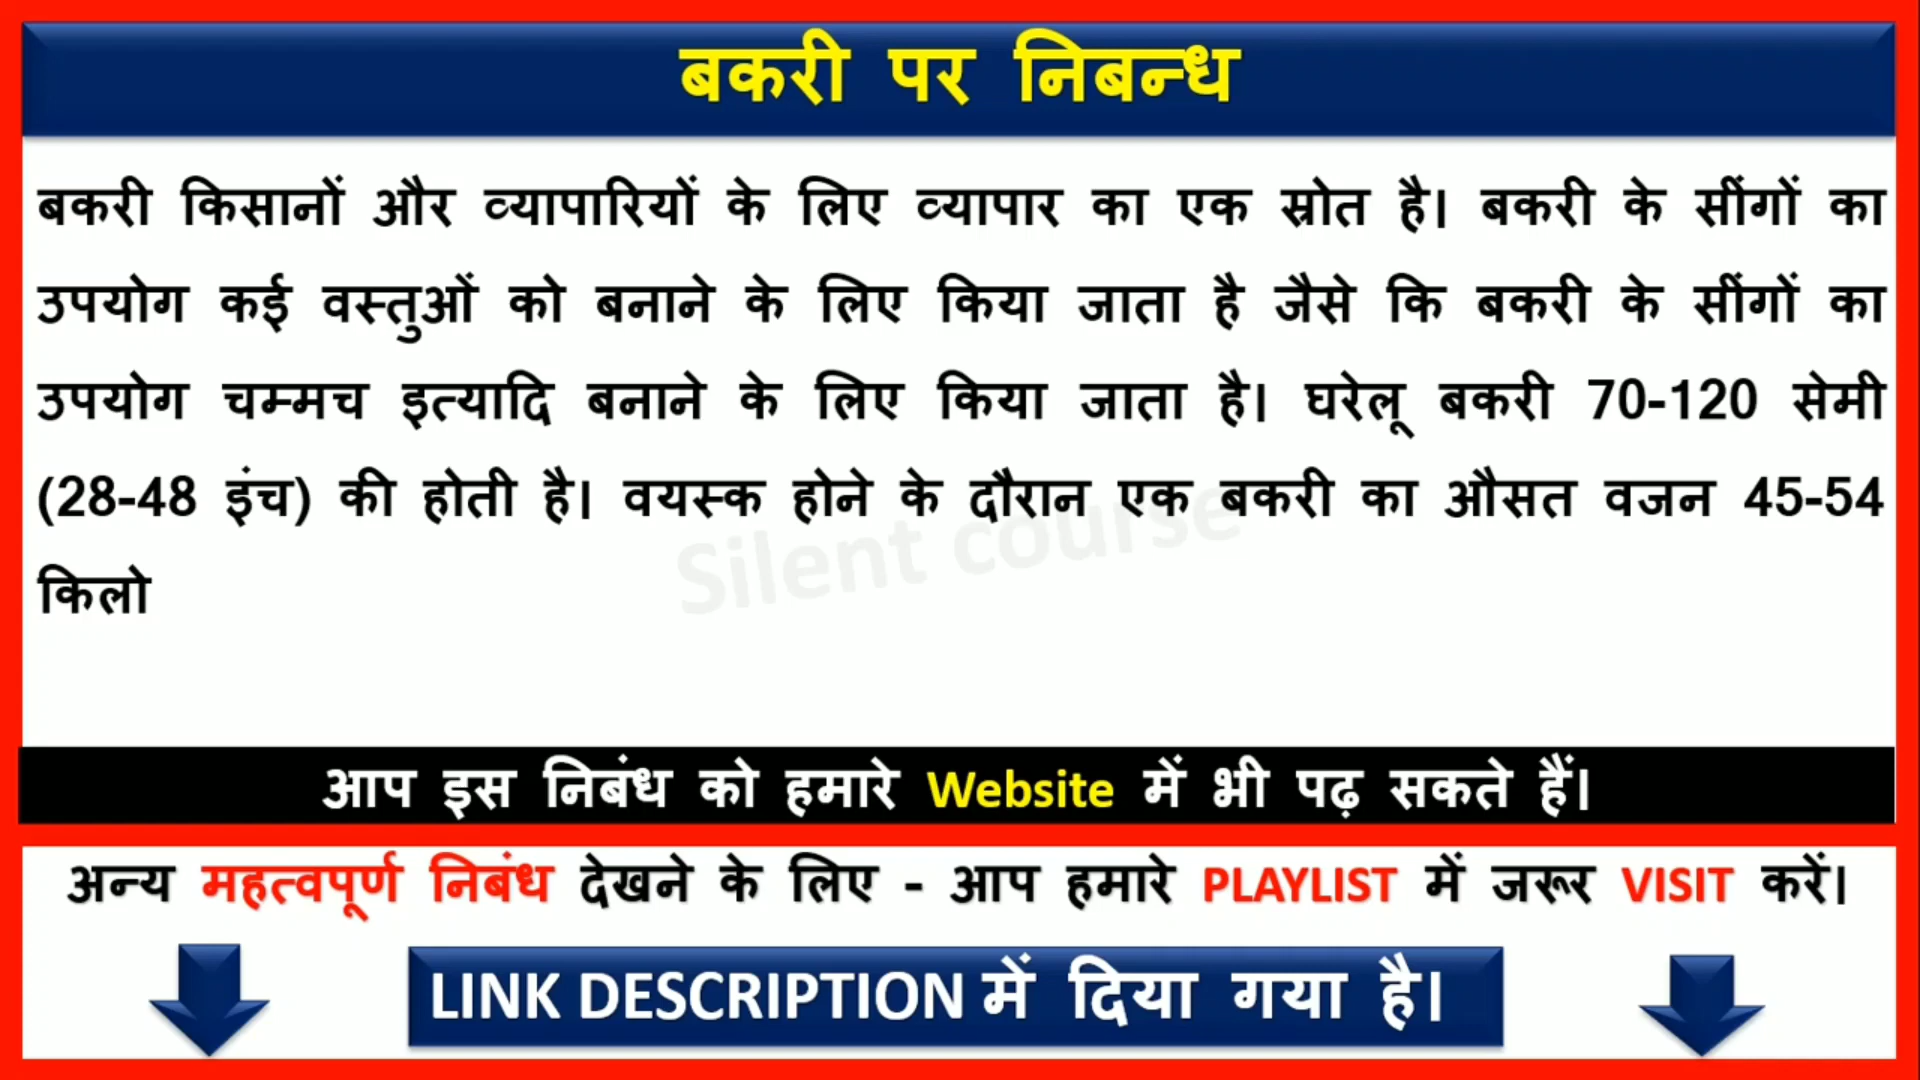 बकरी पर निबन्ध
बकरी किसानों और व्यापारियों के लिए व्यापार का एक स्रोत है। बकरी के सींगों का
उपयोग कई वस्तुओं को बनाने के लिए किया जाता है जैसे कि बकरी के सींगों का
उपयोग चम्मच इत्यादि बनाने के लिए किया जाता है। घरेलू बकरी 70-120 सेमी
(28-48 इंच) की होती है। वयस्क होने के दौरान एक बकरी का औसत वजन 45-54
किलो
Silent course
आप इस निबंध को हमारे Website में भी पढ़ सकते हैं।
अन्य महत्वपूर्ण निबंध देखने के लिए - आप हमारे PLAYLIST में जरूर VISIT करें।
LINK DESCRIPTION में दिया गया है।